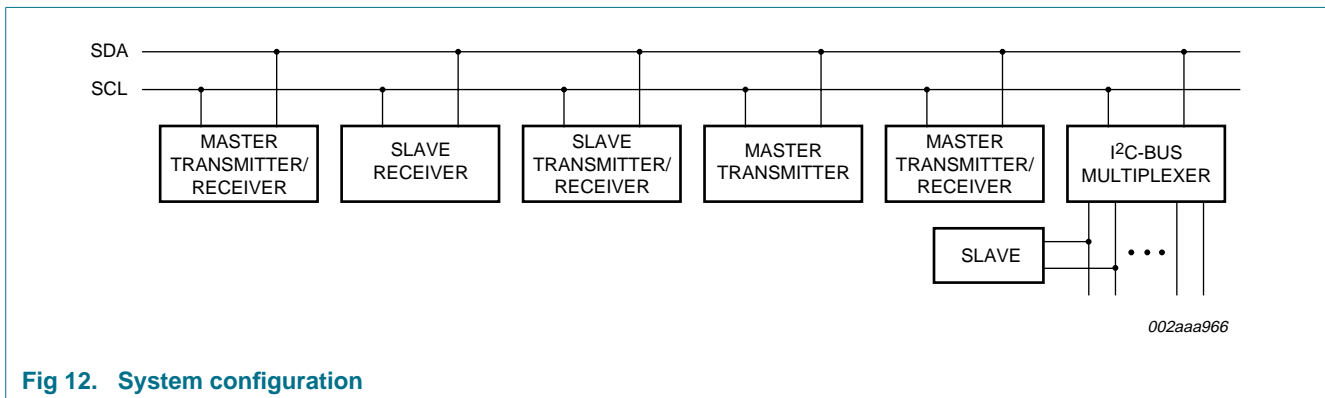 SDA
SCL
MASTER
TRANSMITTER/
RECEIVER
SLAVE
RECEIVER
SLAVE
TRANSMITTER/
RECEIVER
MASTER
TRANSMITTER
MASTER
TRANSMITTER/
RECEIVER
I²C-BUS
MULTIPLEXER
SLAVE
002aaa966
Fig 12. System configuration